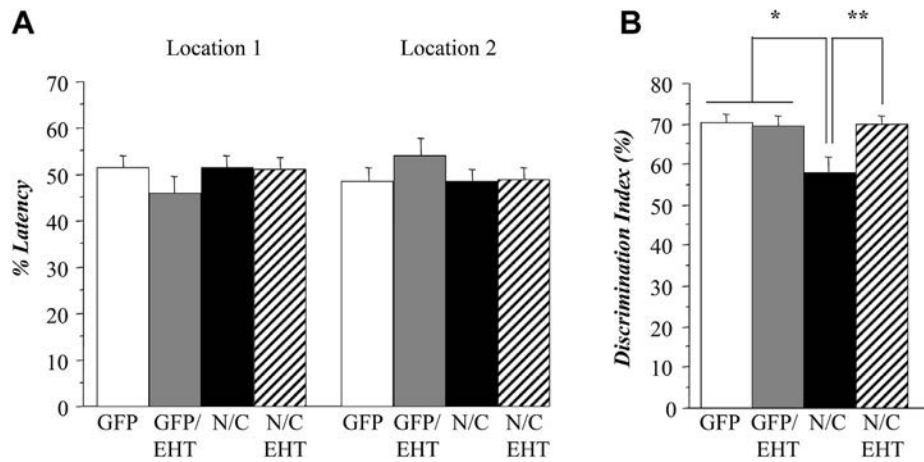 A
Location 1
Location 2
% Latency
70
60
50
40
30
20
10
0
GFP GFP/ N/C N/C GFP GFP/ N/C N/C
EHT EHT EHT EHT
B
* **
Discrimination Index (%)
80
70
60
50
40
30
20
10
0
GFP GFP/ N/C N/C
EHT EHT